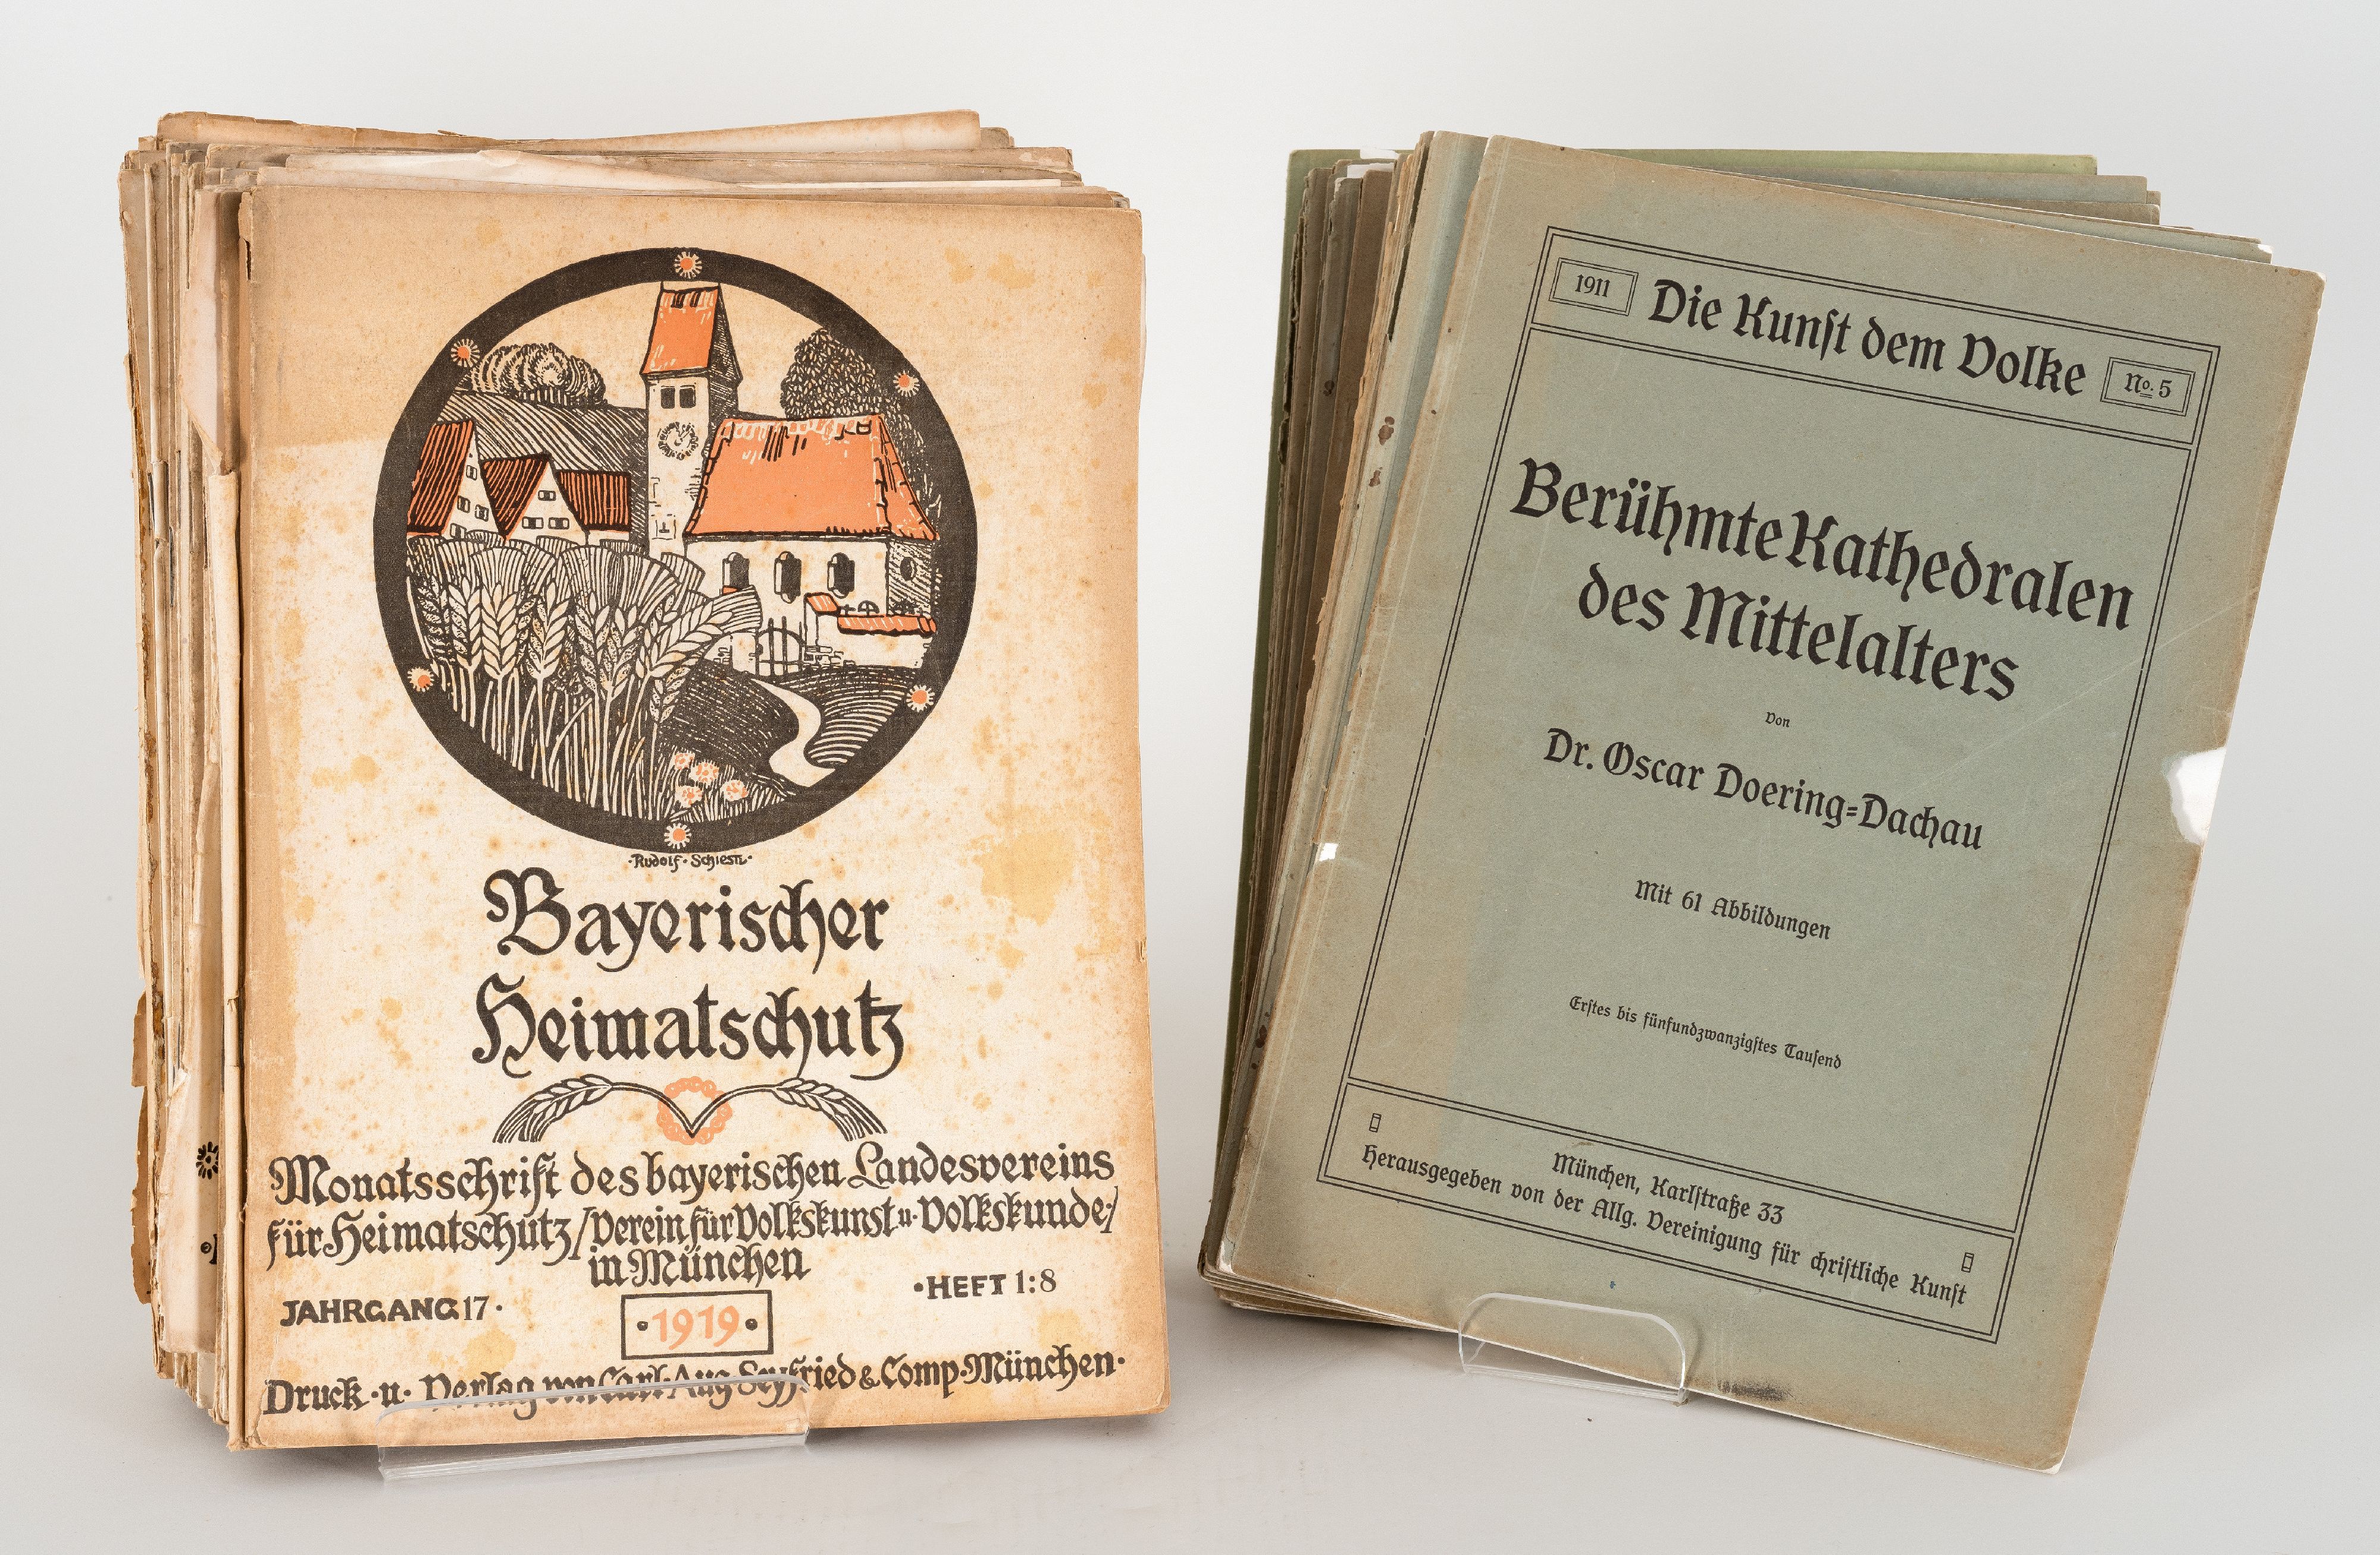 ·Rudolf·Schiestl·
Bayerischer
Heimatschutz
Monatsschrift des bayerischen Landesvereins
für Heimatschutz/Verein für Volkskunst u· Volkskunde/
in München
·HEFT 1:8
JAHRGANG 17·
·1919·
Druck·u·Verlag von Carl Aug Seyfried & Comp·München·
1911
Die Kunſt dem Volke
No. 5
Berühmte Kathedralen
des Mittelalters
von
Dr. Oscar Doering=Dachau
Mit 61 Abbildungen
Erſtes bis fünfundzwanzigſtes Tauſend
München, Karlſtraße 33
Herausgegeben von der Allg. Vereinigung für chriſtliche Kunſt